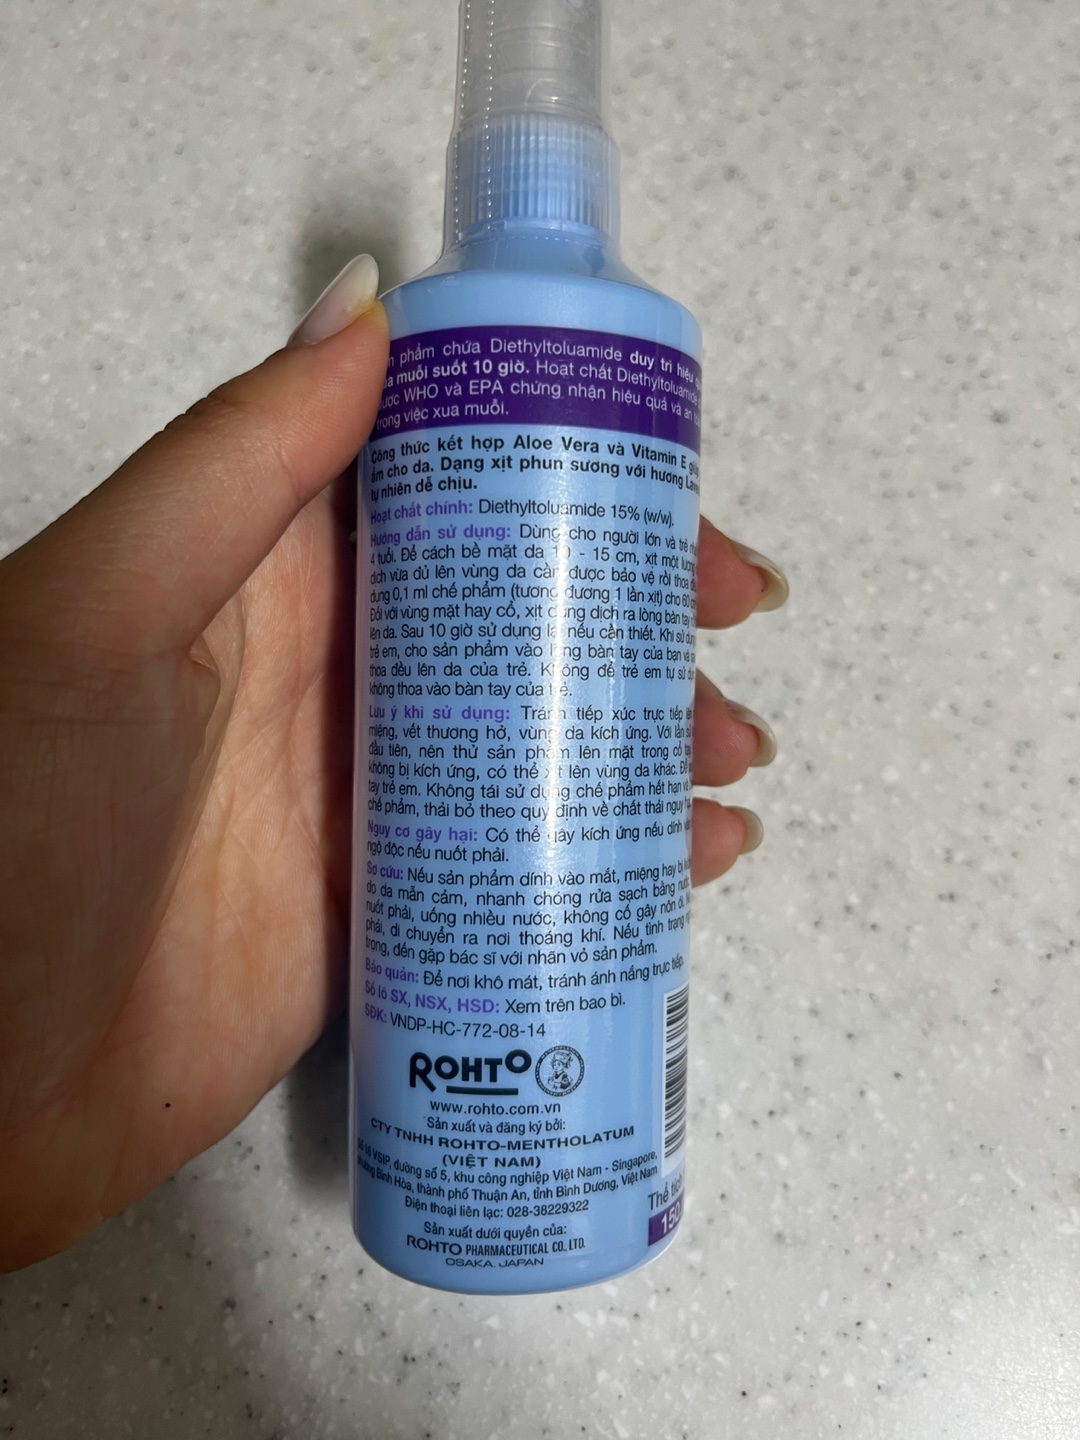 phẩm chứa Diethyltoluamide duy trì hiệu
muỗi suốt 10 giờ. Hoạt chất Diethyltoluamide
được WHO và EPA chứng nhận hiệu quả và an
trong việc xua muỗi.
Công thức kết hợp Aloe Vera và Vitamin E
ẩm cho da. Dạng xịt phun sương với hương
tự nhiên dễ chịu.
Hoạt chất chính: Diethyltoluamide 15% (w/w).
Hướng dẫn sử dụng: Dùng cho người lớn và trẻ
4 tuổi. Để cách bề mặt da 10 - 15 cm, xịt một
dịch vừa đủ lên vùng da cần được bảo vệ rồi thoa
dụng 0,1 ml chế phẩm (tương đương 1 lần xịt) cho
Đối với vùng mặt hay cổ, xịt dung dịch ra lòng bàn tay
lên da. Sau 10 giờ sử dụng lại nếu cần thiết. Khi sử
trẻ em, cho sản phẩm vào lòng bàn tay của bạn và
thoa đều lên da của trẻ. Không để trẻ em tự sử
không thoa vào bàn tay của trẻ.
Lưu ý khi sử dụng: Tránh tiếp xúc trực tiếp
miệng, vết thương hở, vùng da kích ứng. Với lần
đầu tiên, nên thử sản phẩm lên mặt trong cổ
không bị kích ứng, có thể xịt lên vùng da khác. Để
tay trẻ em. Không tái sử dụng chế phẩm hết hạn
chế phẩm, thải bỏ theo quy định về chất thải nguy
Nguy cơ gây hại: Có thể gây kích ứng nếu dính
ngộ độc nếu nuốt phải.
Sơ cứu: Nếu sản phẩm dính vào mắt, miệng hay bị
do da mẫn cảm, nhanh chóng rửa sạch bằng
nuốt phải, uống nhiều nước, không cố gây nôn ói.
phải, di chuyển ra nơi thoáng khí. Nếu tình trạng
trọng, đến gặp bác sĩ với nhãn vỏ sản phẩm.
Bảo quản: Để nơi khô mát, tránh ánh nắng trực tiếp.
Số lô SX, NSX, HSD: Xem trên bao bì.
SĐK: VNDP-HC-772-08-14
ROHTO
www.rohto.com.vn
Sản xuất và đăng ký bởi:
CTY TNHH ROHTO-MENTHOLATUM
(VIỆT NAM)
Số 16 VSIP, đường số 5, khu công nghiệp Việt Nam - Singapore,
phường Bình Hòa, thành phố Thuận An, tỉnh Bình Dương, Việt Nam
Điện thoại liên lạc: 028-38229322
Sản xuất dưới quyền của:
ROHTO PHARMACEUTICAL CO., LTD.
OSAKA, JAPAN
Thể tích
150